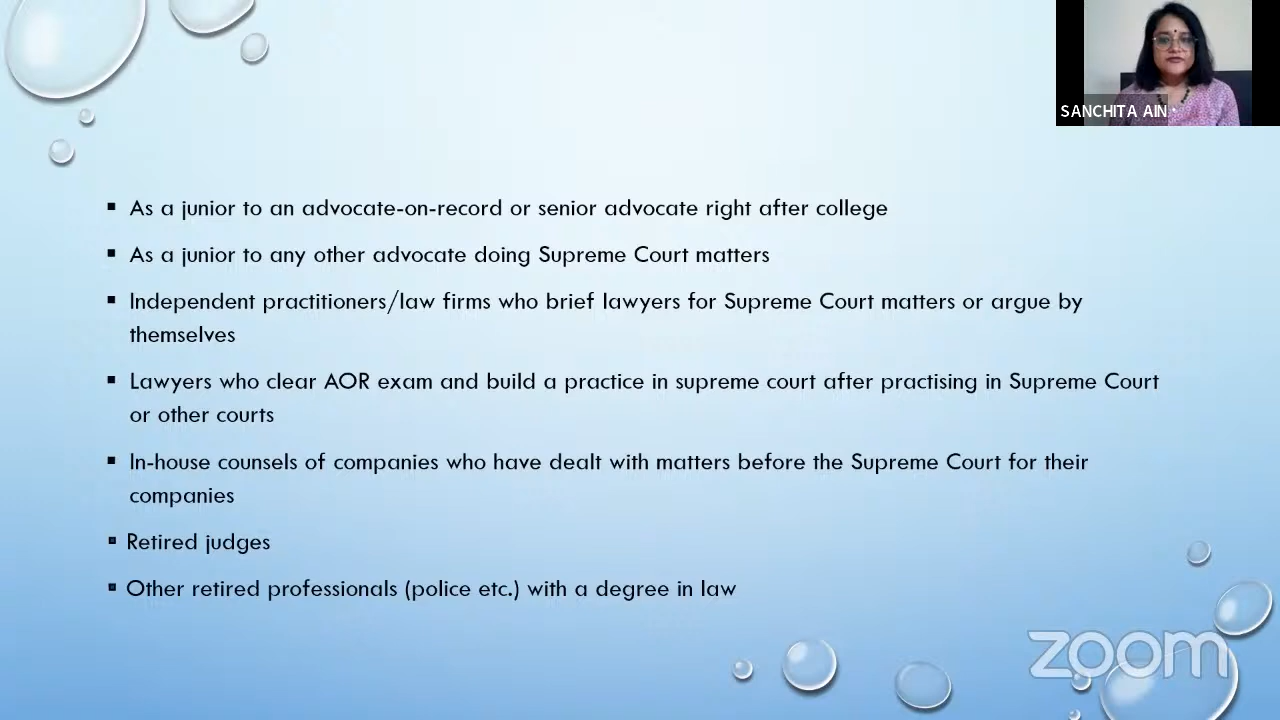 SANCHITA AIN
▪ As a junior to an advocate-on-record or senior advocate right after college
▪ As a junior to any other advocate doing Supreme Court matters
▪ Independent practitioners/law firms who brief lawyers for Supreme Court matters or argue by
themselves
▪ Lawyers who clear AOR exam and build a practice in supreme court after practising in Supreme Court
or other courts
▪ In-house counsels of companies who have dealt with matters before the Supreme Court for their
companies
▪ Retired judges
▪ Other retired professionals (police etc.) with a degree in law
zoom